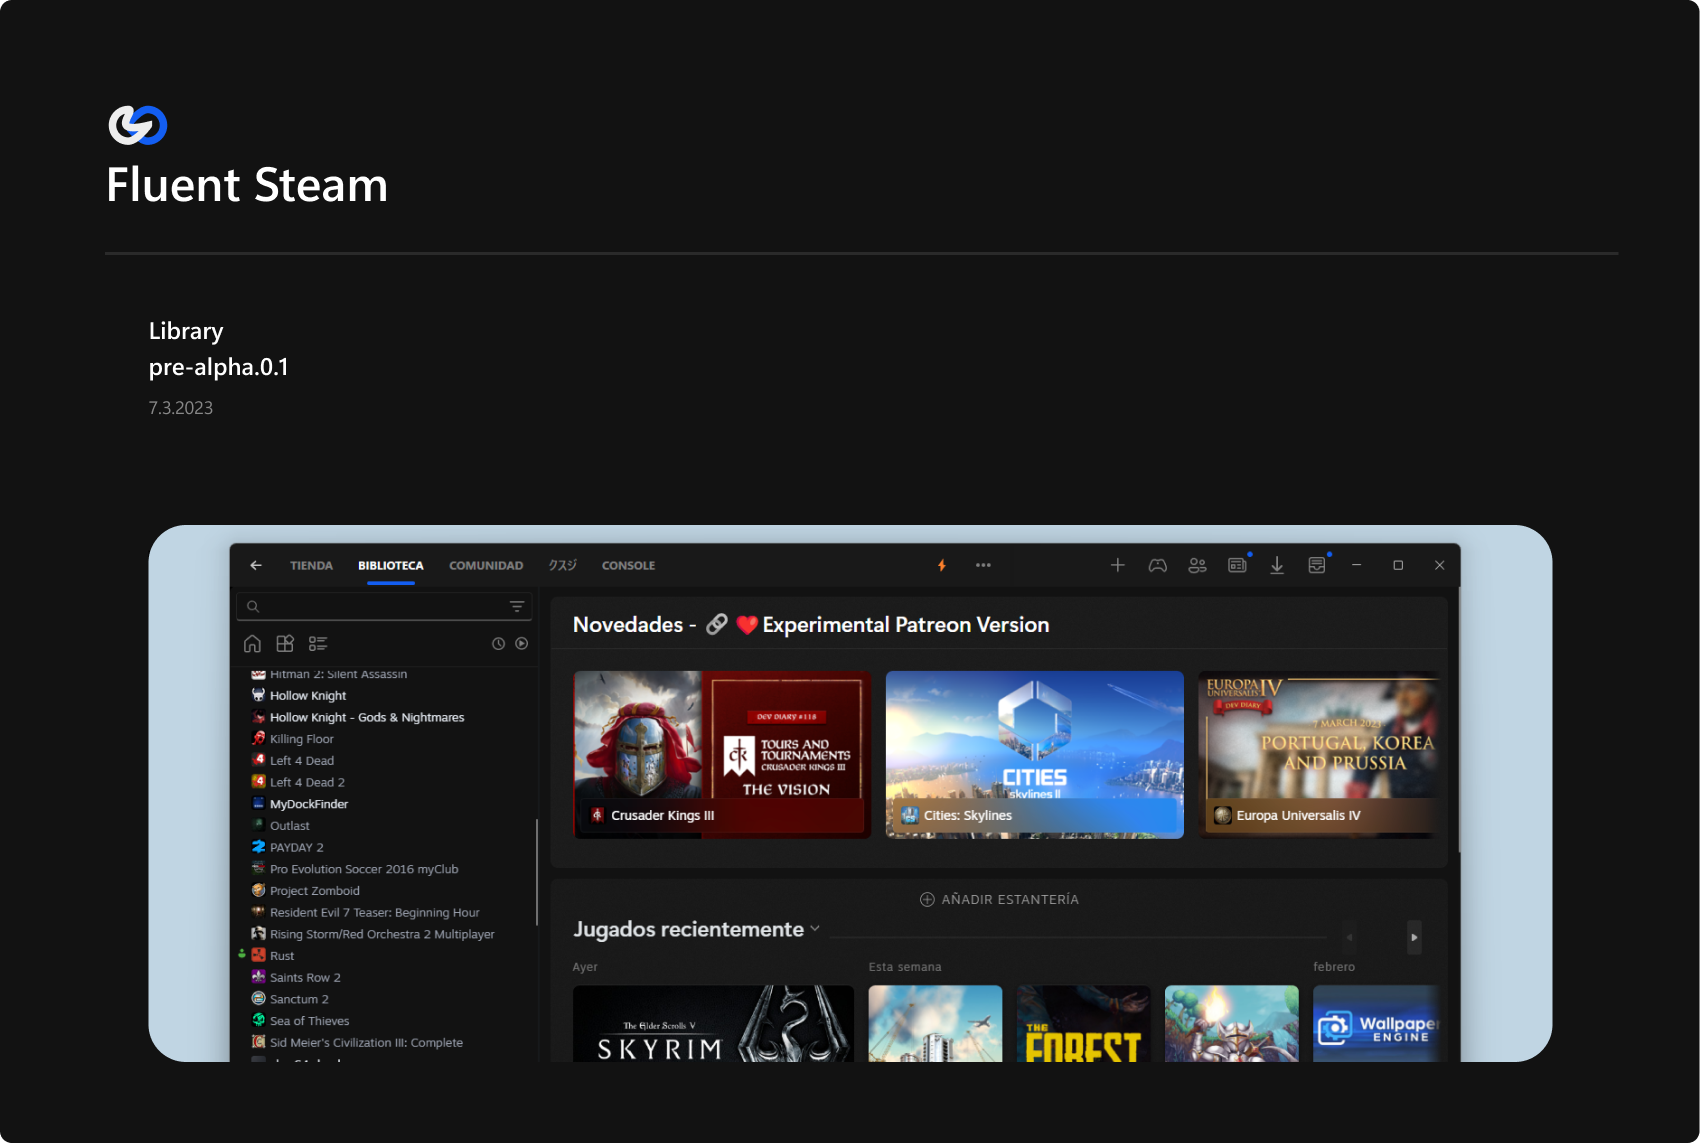 Fluent Steam
Library
pre-alpha.0.1
7.3.2023
TIENDA
BIBLIOTECA
COMUNIDAD
クスジ
CONSOLE
Novedades - Experimental Patreon Version
Hitman 2: Silent Assassin
Hollow Knight
Hollow Knight - Gods & Nightmares
Killing Floor
Left 4 Dead
Left 4 Dead 2
MyDockFinder
Outlast
PAYDAY 2
Pro Evolution Soccer 2016 myClub
Project Zomboid
Resident Evil 7 Teaser: Beginning Hour
Rising Storm/Red Orchestra 2 Multiplayer
Rust
Saints Row 2
Sanctum 2
Sea of Thieves
Sid Meier's Civilization III: Complete
DEV DIARY #118
TOURS AND
TOURNAMENTS
CRUSADER KINGS III
THE VISION
Crusader Kings III
CITIES
skylines II
Cities: Skylines
EUROPA
UNIVERSALIS IV
DEV DIARY
7 MARCH 2023
PORTUGAL, KOREA
AND PRUSSIA
Europa Universalis IV
AÑADIR ESTANTERÍA
Jugados recientemente
Ayer
Esta semana
febrero
The Elder Scrolls V
SKYRIM
THE
FOREST
Wallpaper
ENGINE